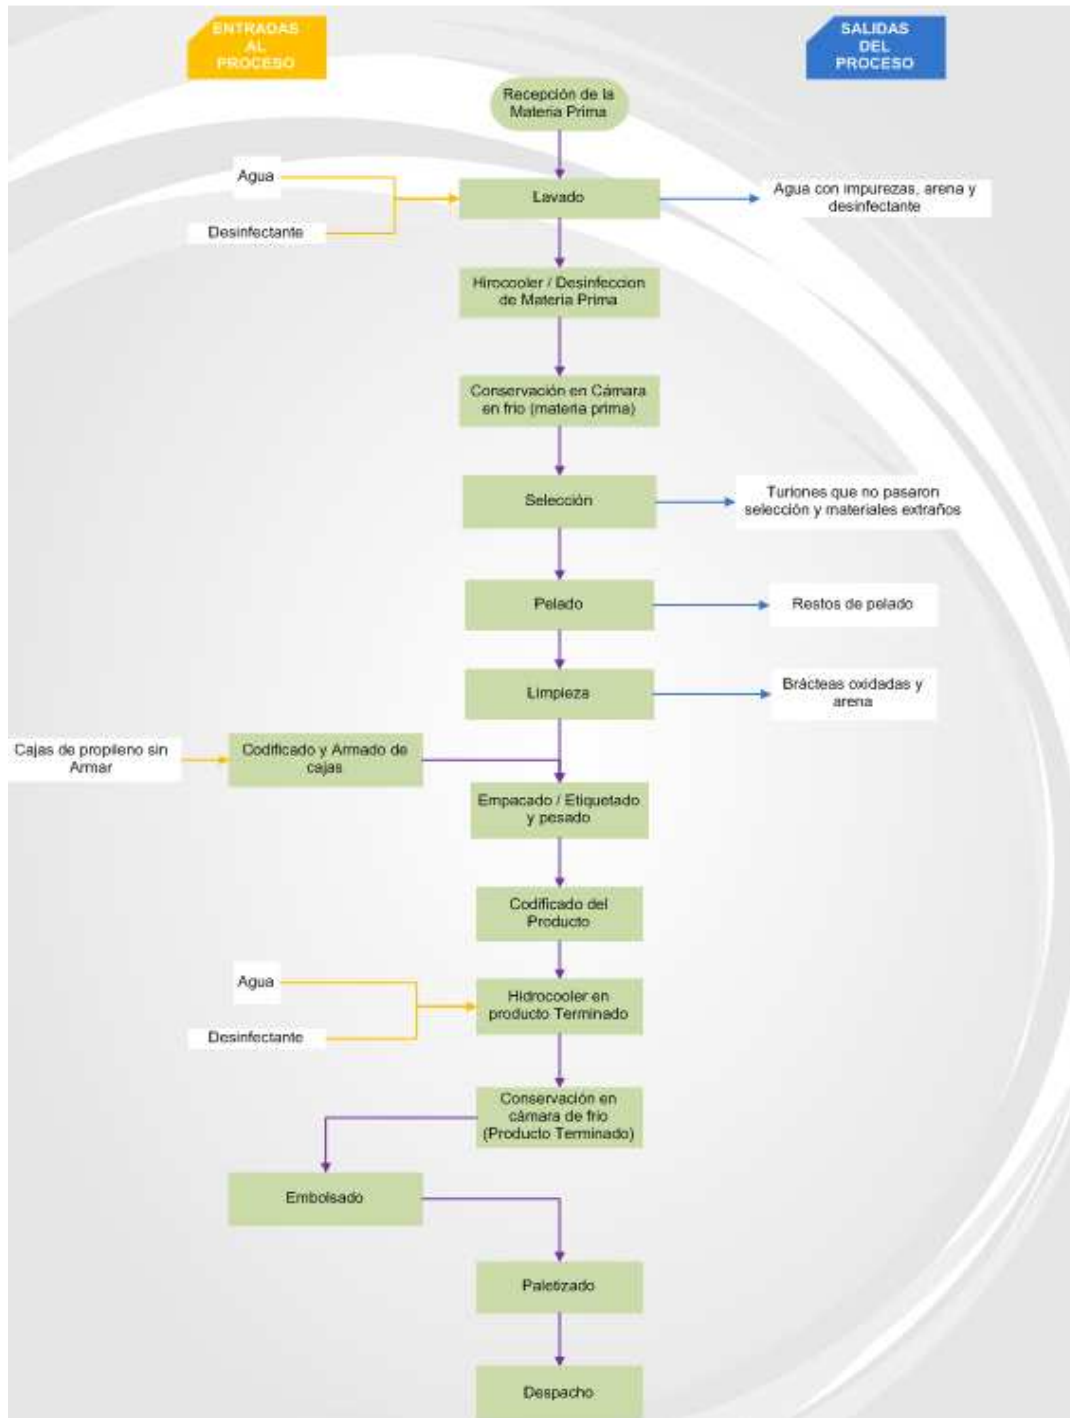 ENTRADAS
AL
PROCESO
SALIDAS
DEL
PROCESO
Recepción de la
Materia Prima
Agua
Desinfectante
Lavado
Agua con impurezas, arena y
desinfectante
Hirocooler / Desinfeccion
de Materia Prima
Conservación en Cámara
en frio (materia prima)
Selección
Turiones que no pasaron
selección y materiales extraños
Pelado
Restos de pelado
Limpieza
Brácteas oxidadas y
arena
Cajas de propileno sin
Armar
Codificado y Armado de
cajas
Empacado / Etiquetado
y pesado
Codificado del
Producto
Agua
Desinfectante
Hidrocooler en
producto Terminado
Conservación en
cámara de frio
(Producto Terminado)
Embolsado
Paletizado
Despacho